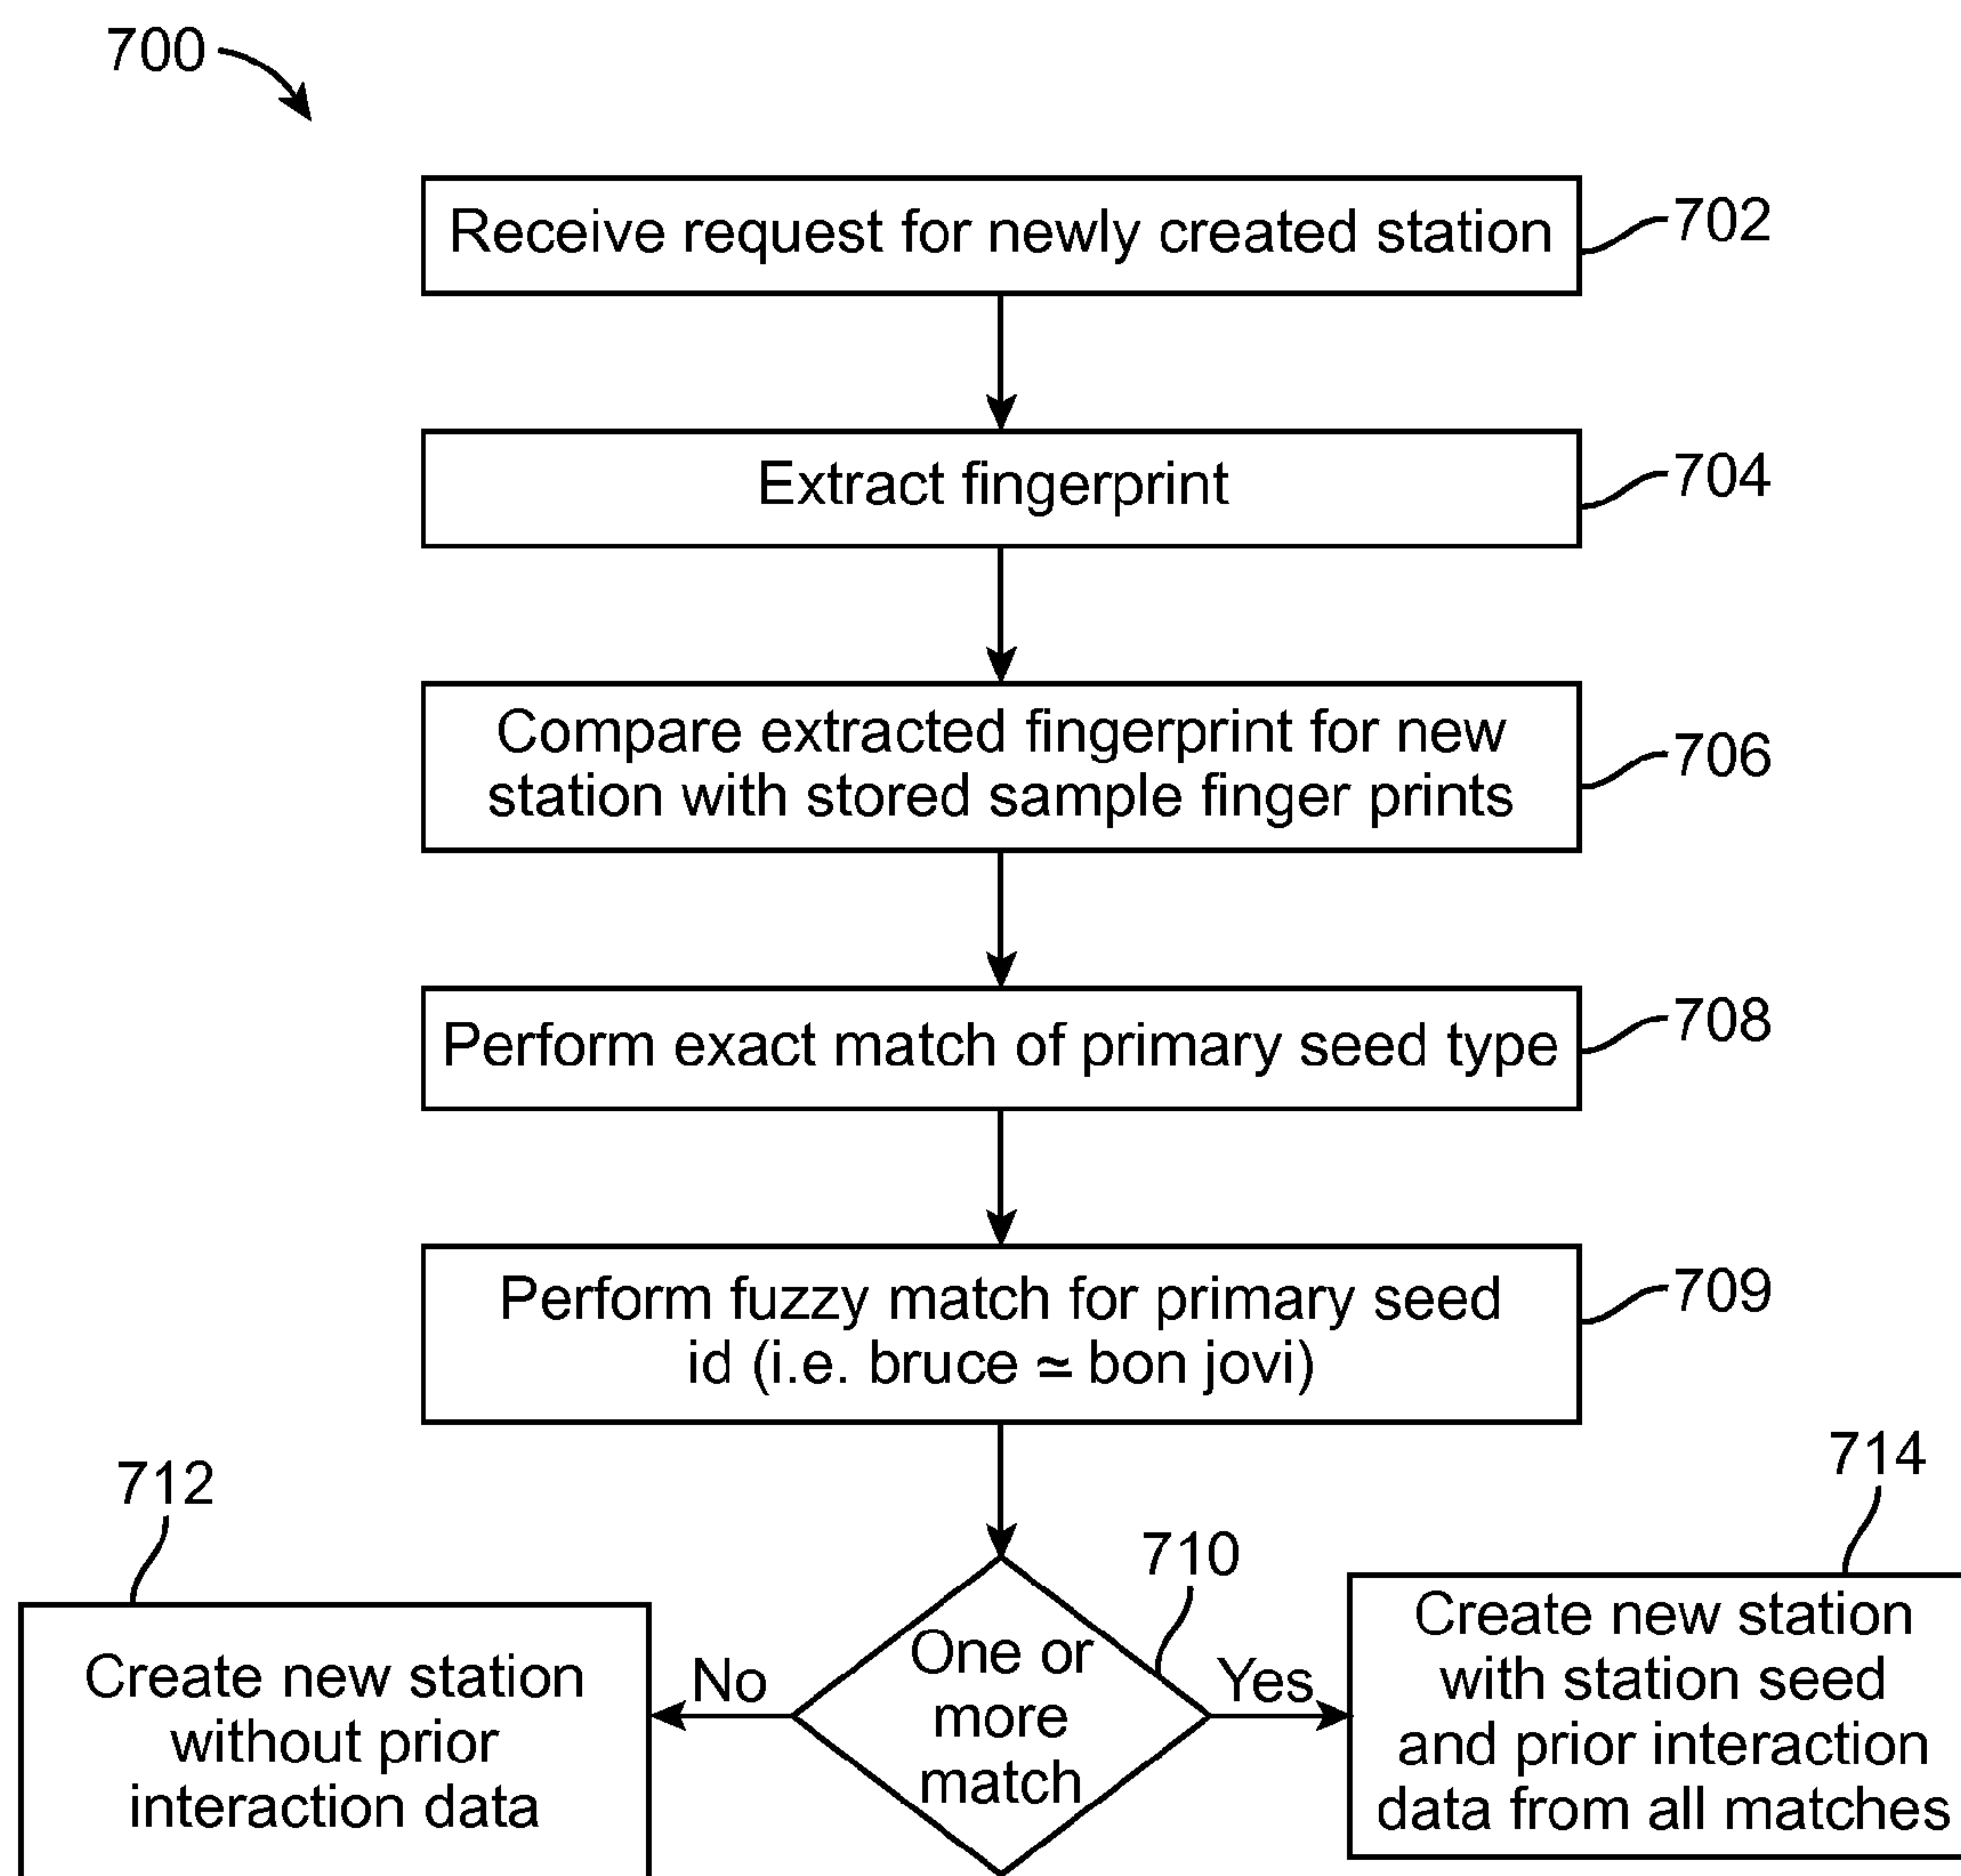 700
Receive request for newly created station
702
Extract fingerprint
704
Compare extracted fingerprint for new
station with stored sample finger prints
706
Perform exact match of primary seed type
708
Perform fuzzy match for primary seed
id (i.e. bruce ≃ bon jovi)
709
712
Create new station
without prior
interaction data
No
710
One or
more
match
Yes
714
Create new station
with station seed
and prior interaction
data from all matches